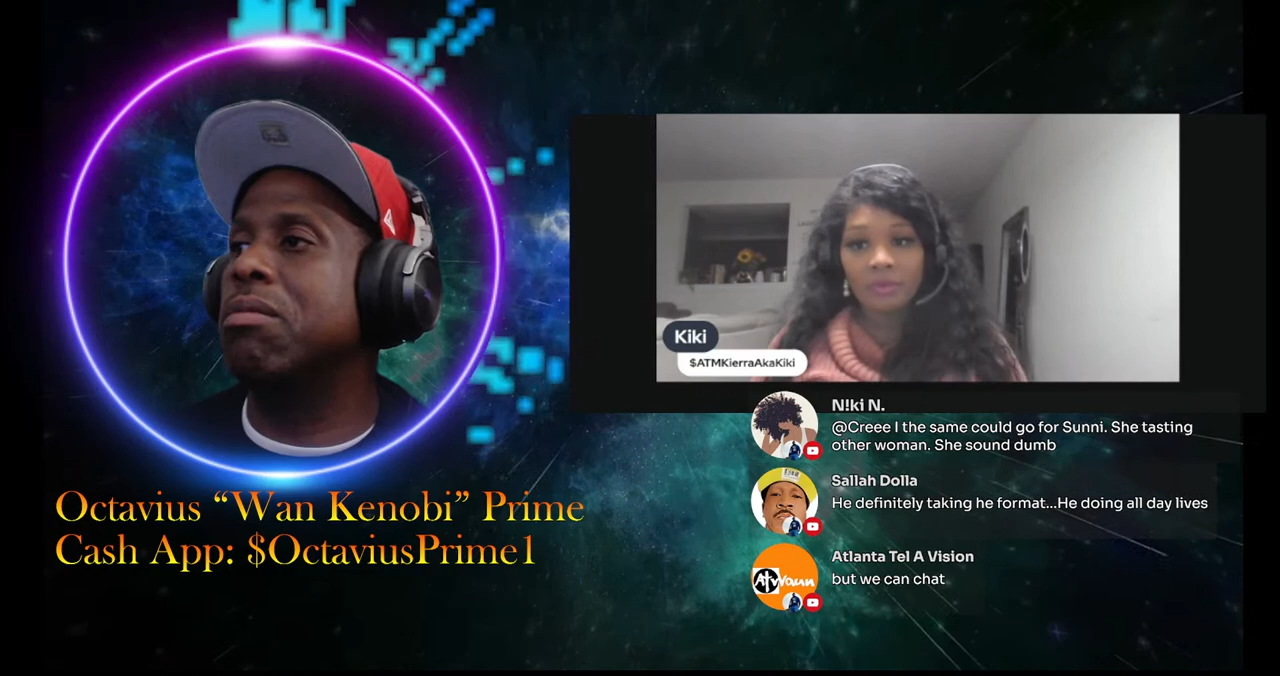 Kiki
$ATMKierraAkaKiki
N!ki N.
@Creee I the same could go for Sunni. She tasting
other woman. She sound dumb
Sallah Dolla
He definitely taking he format...He doing all day lives
Atlanta Tel A Vision
but we can chat
Octavius “Wan Kenobi” Prime
Cash App: $OctaviusPrime1